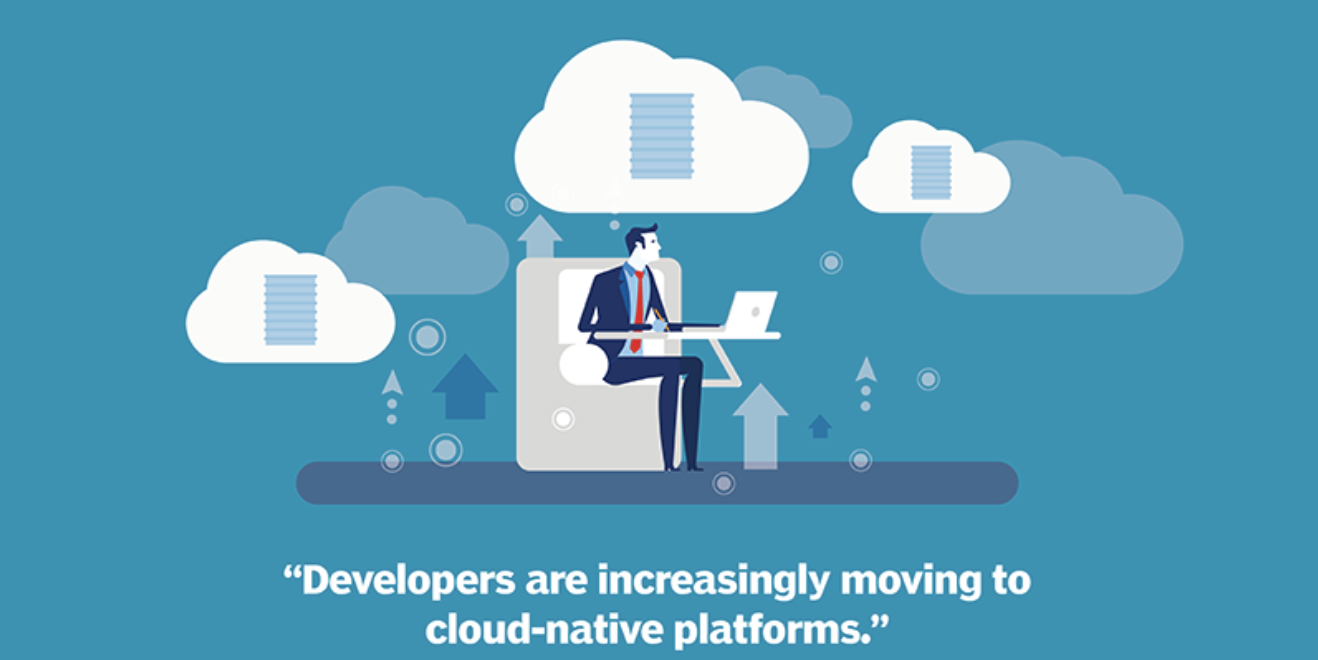 “Developers are increasingly moving to
cloud-native platforms.”